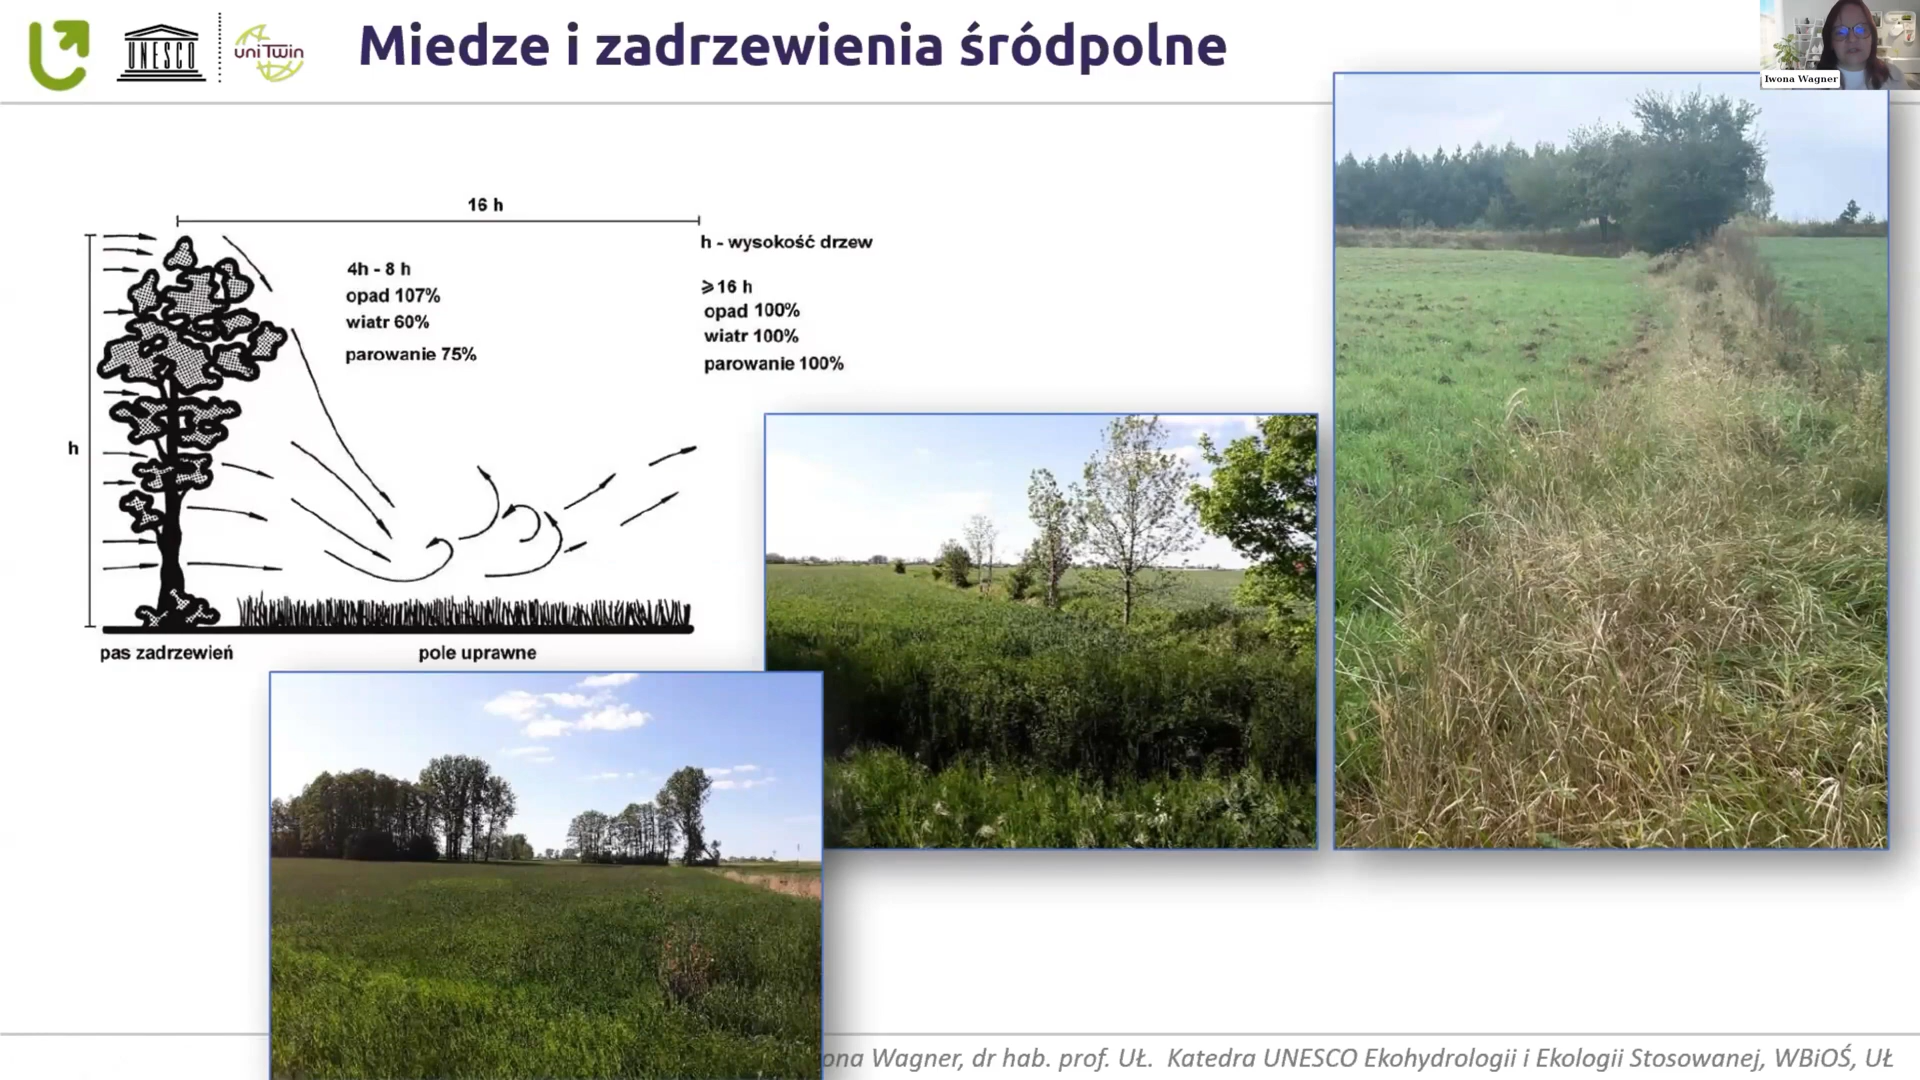 UNESCO
uniTwin
Miedze i zadrzewienia śródpolne
Iwona Wagner
16 h
h - wysokość drzew
4h - 8 h
opad 107%
wiatr 60%
parowanie 75%
⩾ 16 h
opad 100%
wiatr 100%
parowanie 100%
h
pas zadrzewień
pole uprawne
ona Wagner, dr hab. prof. UŁ. Katedra UNESCO Ekohydrologii i Ekologii Stosowanej, WBiOŚ, UŁ